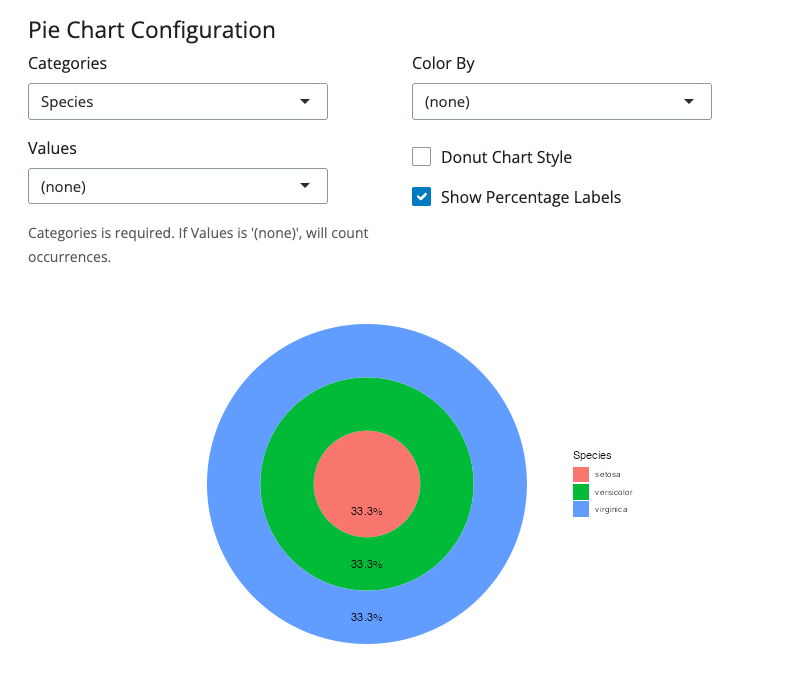 Pie Chart Configuration
Categories
Species
Values
(none)
Categories is required. If Values is '(none)', will count
occurrences.
Color By
(none)
Donut Chart Style
Show Percentage Labels
33.3%
33.3%
33.3%
Species
setosa
versicolor
virginica